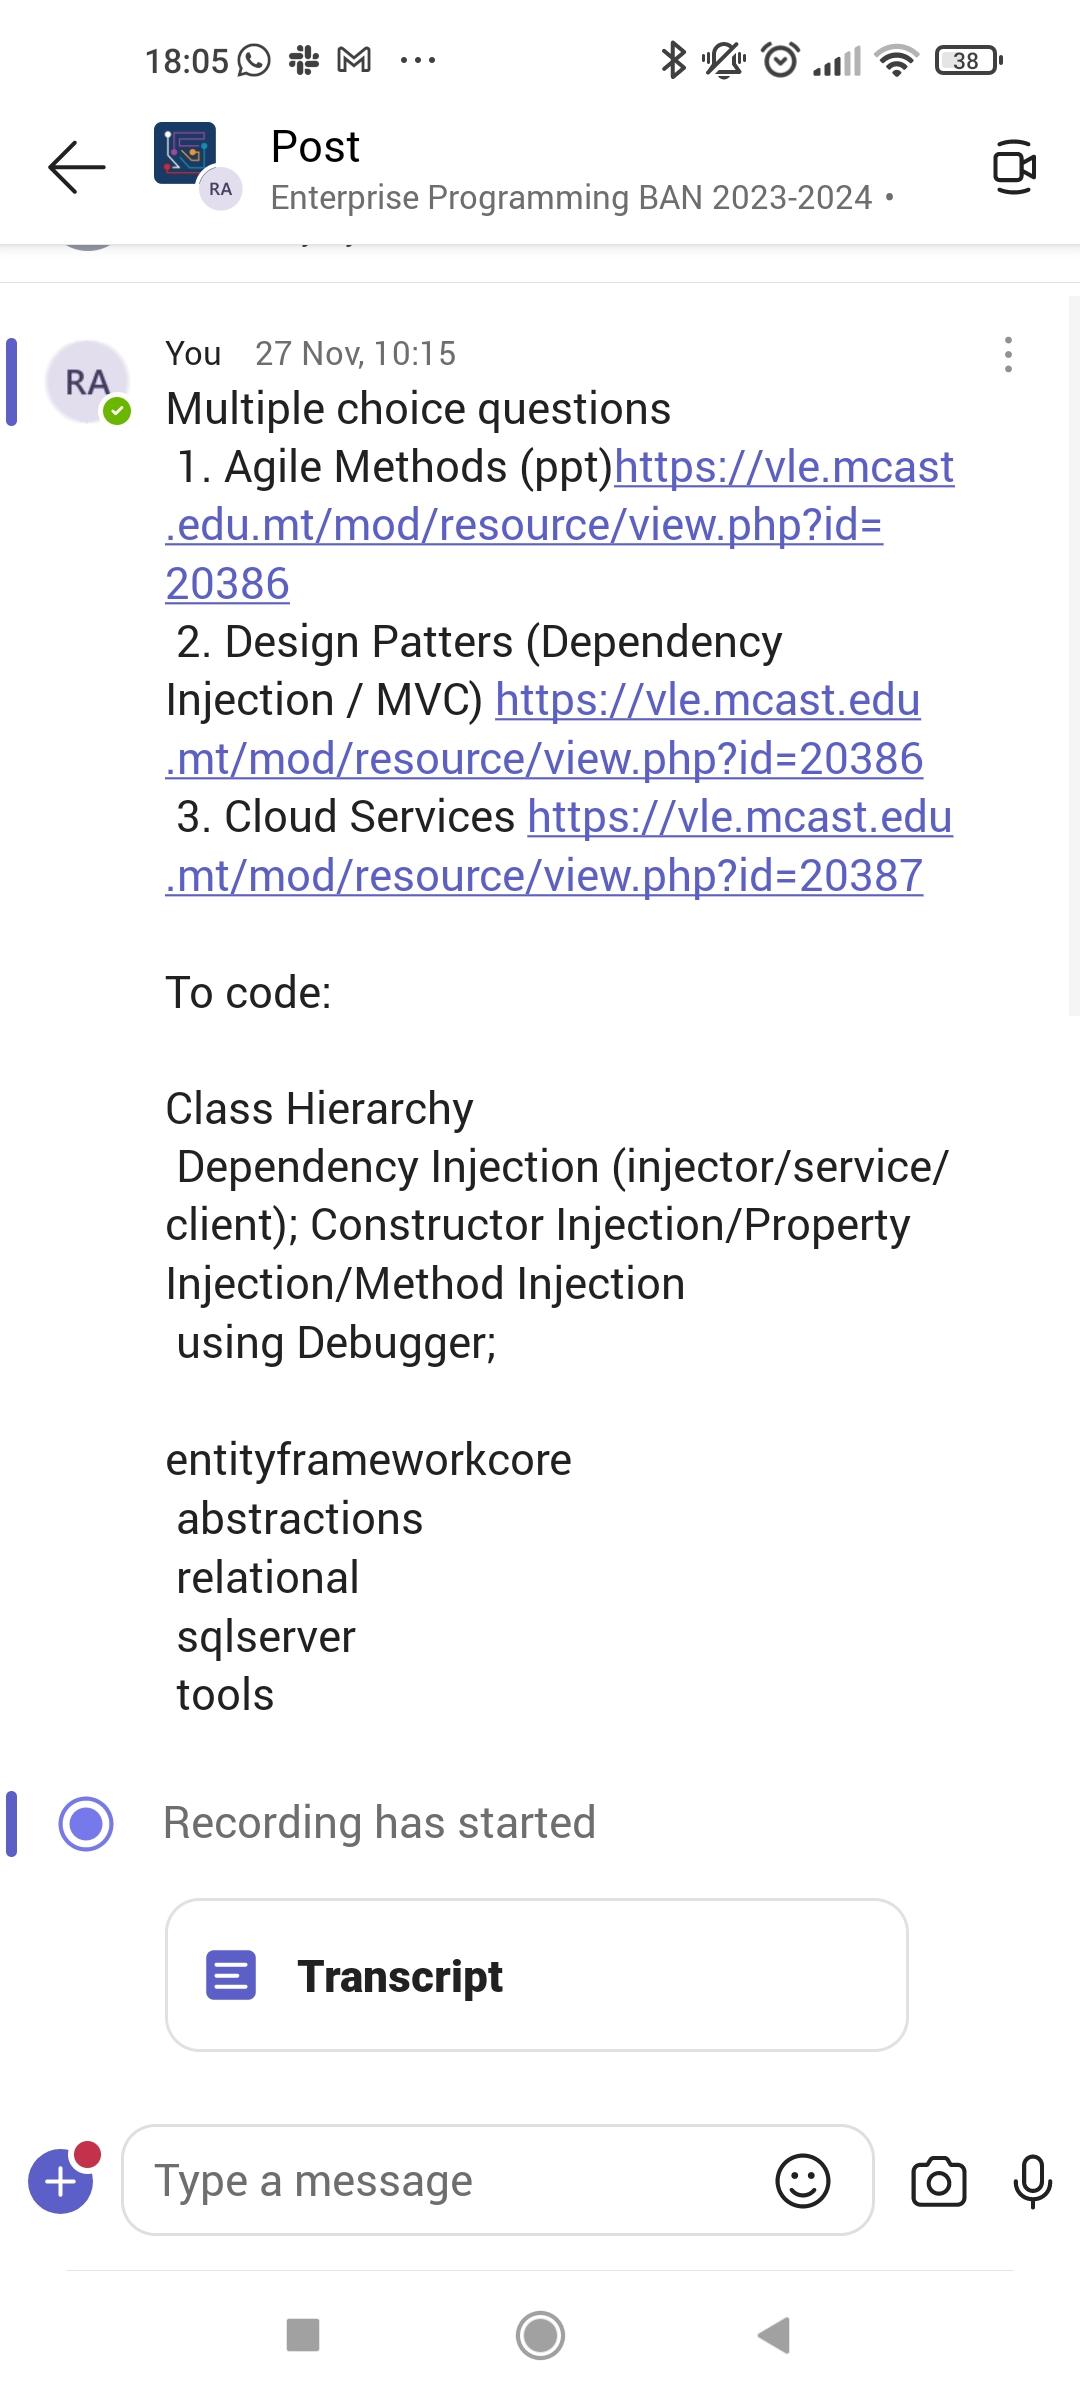 18:05
38
Post
RA
Enterprise Programming BAN 2023-2024 •
RA
You 27 Nov, 10:15
Multiple choice questions
1. Agile Methods (ppt)https://vle.mcast
.edu.mt/mod/resource/view.php?id=
20386
2. Design Patters (Dependency
Injection / MVC) https://vle.mcast.edu
.mt/mod/resource/view.php?id=20386
3. Cloud Services https://vle.mcast.edu
.mt/mod/resource/view.php?id=20387
To code:
Class Hierarchy
Dependency Injection (injector/service/
client); Constructor Injection/Property
Injection/Method Injection
using Debugger;
entityframeworkcore
abstractions
relational
sqlserver
tools
Recording has started
Transcript
Type a message